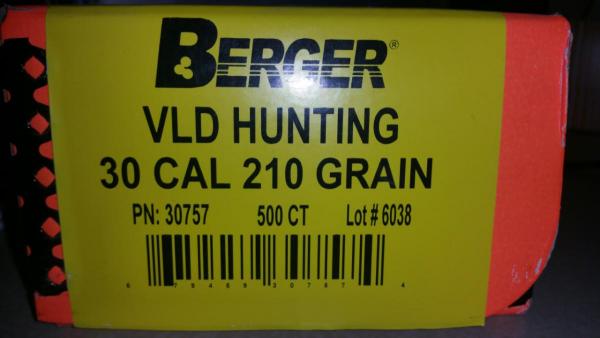 BERGER®
VLD HUNTING
30 CAL 210 GRAIN
PN: 30757 500 CT Lot # 6038